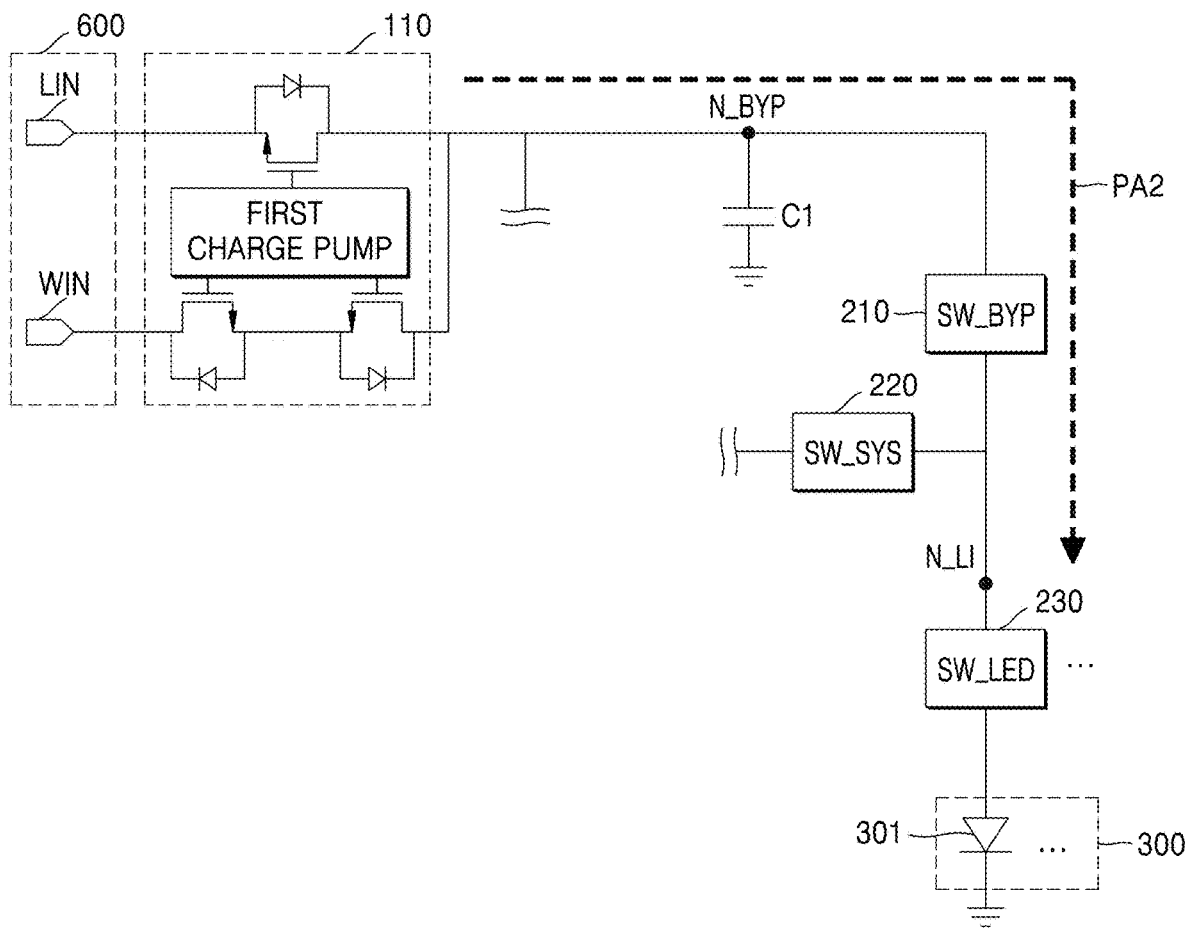 600
110
LIN
N_BYP
PA2
FIRST
CHARGE PUMP
C1
WIN
210
SW_BYP
220
SW_SYS
N_LI
230
SW_LED
...
301
...
300